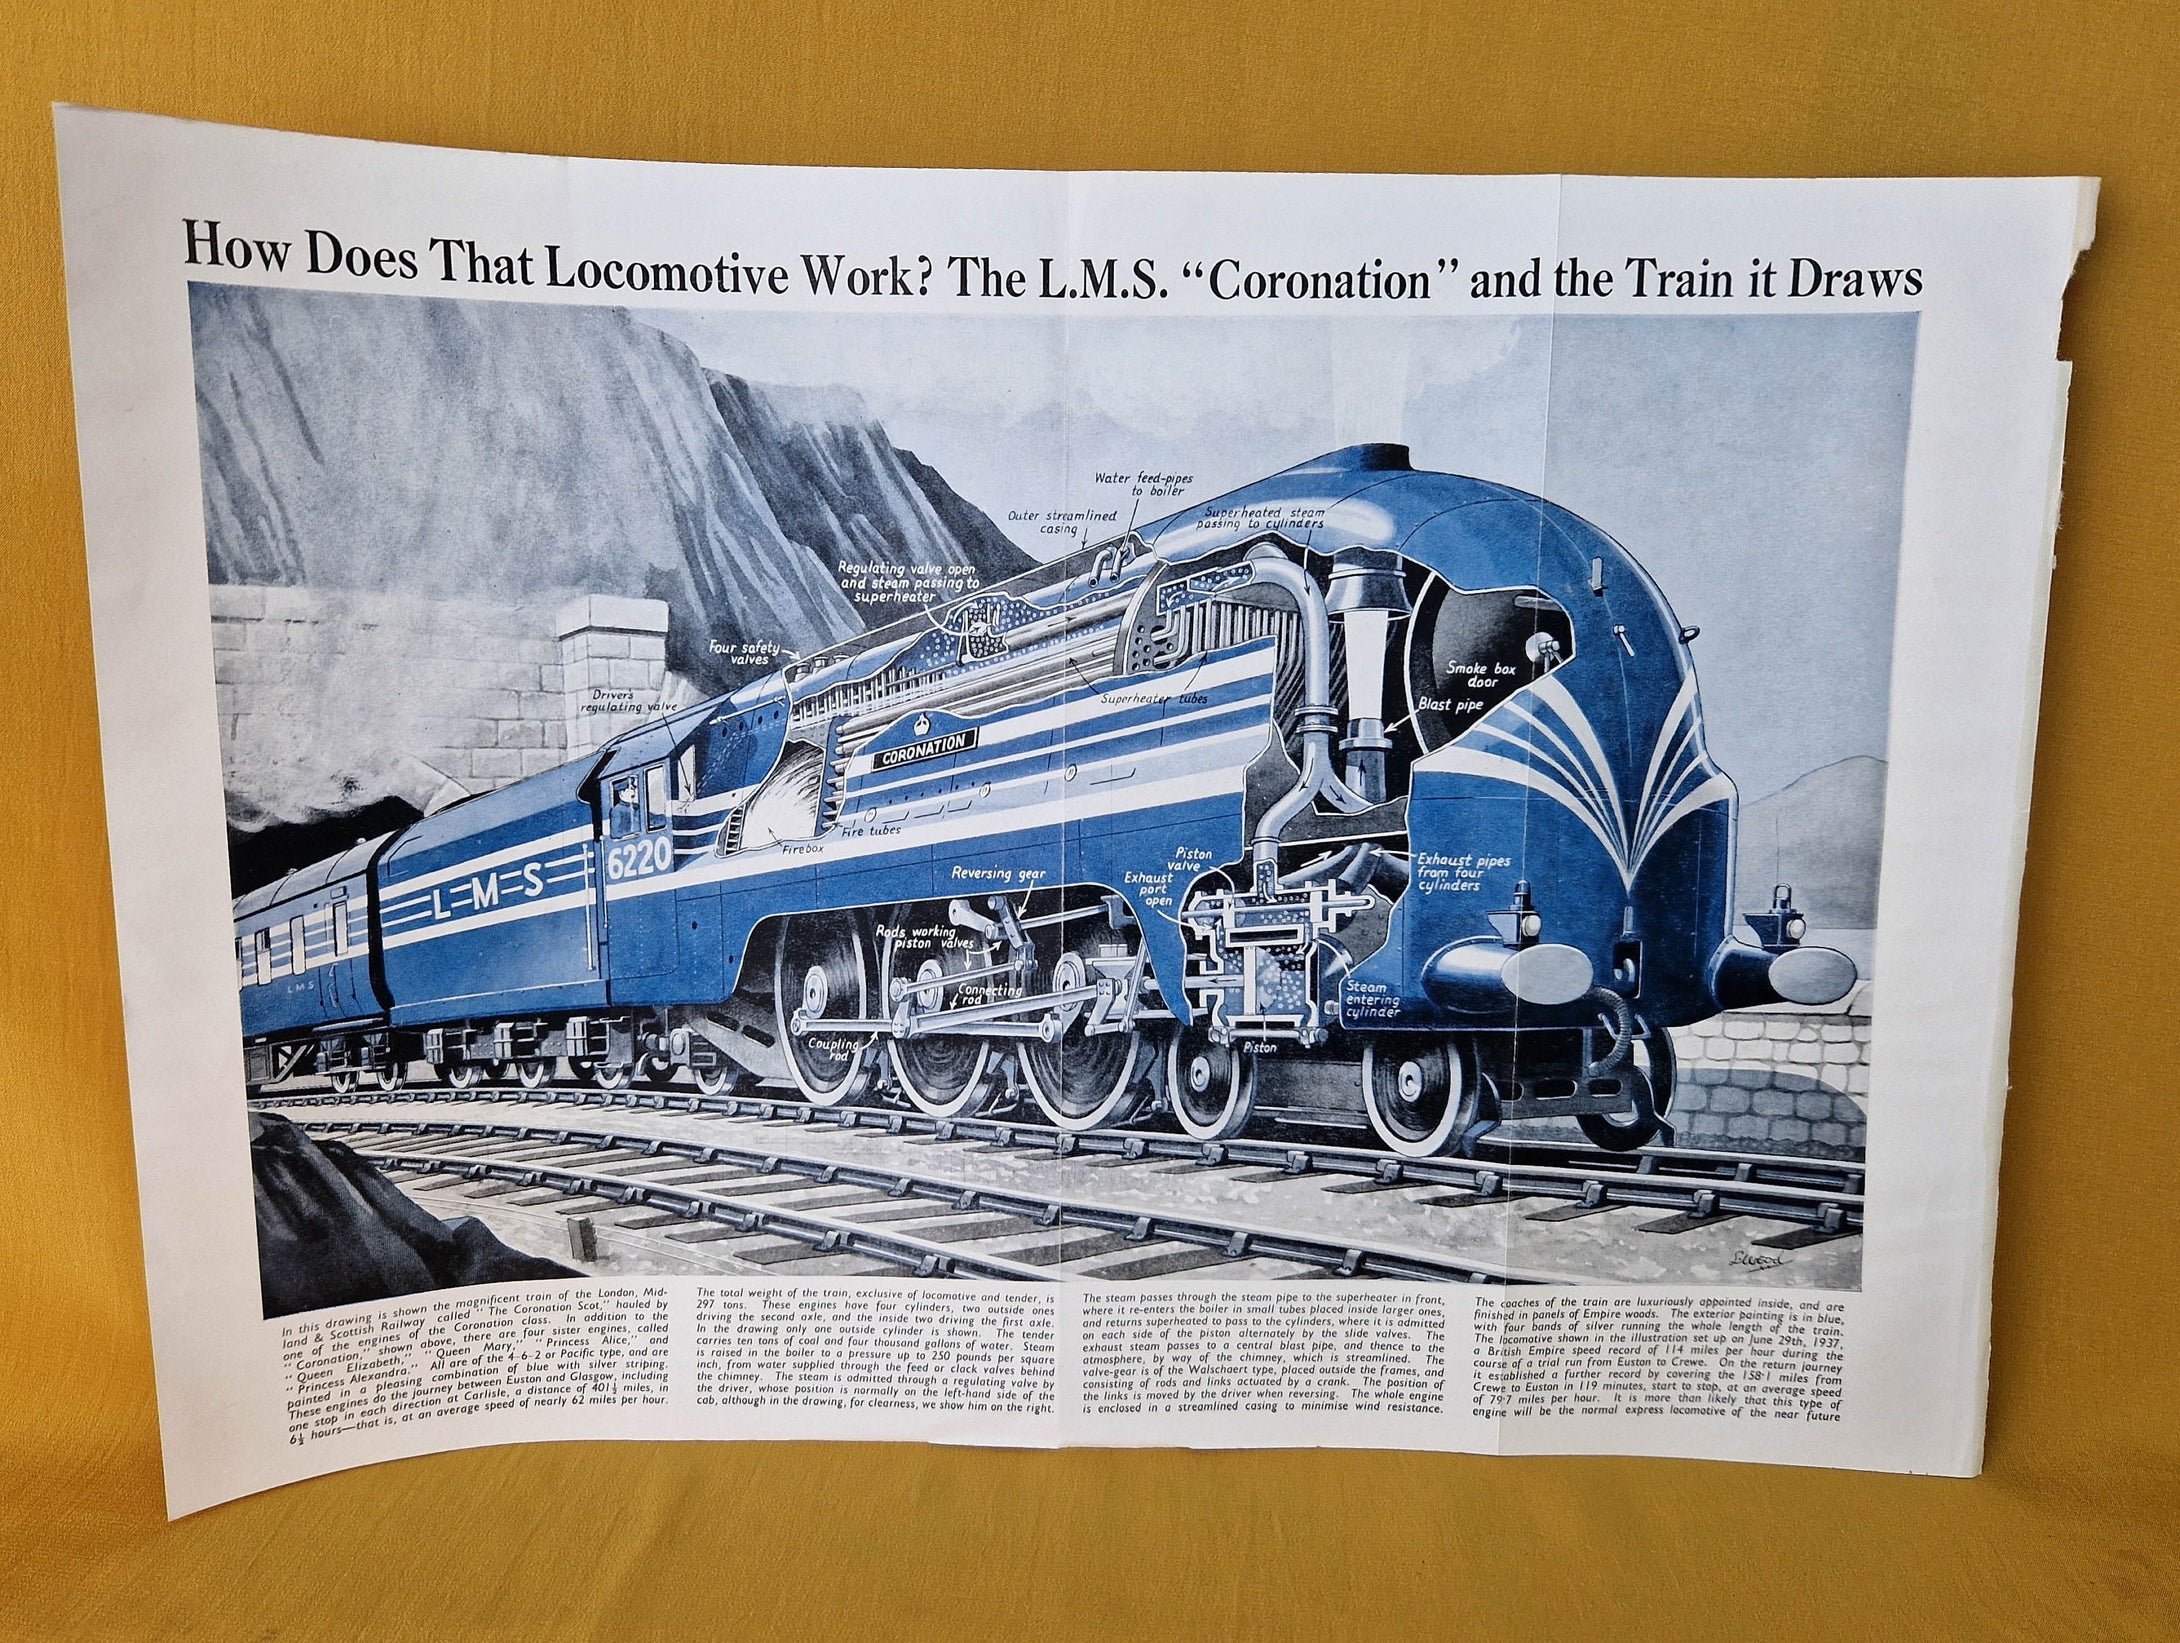 How Does That Locomotive Work? The L.M.S. “Coronation” and the Train it Draws
Water feed-pipes
to boiler
Outer streamlined
casing
Superheated steam
passing to cylinders
Regulating valve open
and steam passing to
superheater
Four safety
valves
Driver's
regulating valve
Superheater tubes
Smoke box
door
Blast pipe
CORONATION
Fire tubes
Firebox
6220
L-M-S
LMS
Reversing gear
Piston
valve
Exhaust
port
open
Exhaust pipes
from four
cylinders
Rods working
piston valves
Connecting
rod
Coupling
rod
Steam
entering
cylinder
Piston
In this drawing is shown the magnificent train of the London, Mid-
land & Scottish Railway called “The Coronation Scot,” hauled by
one of the engines of the Coronation class. In addition to the
“Coronation,” shown above, there are four sister engines, called
“Queen Elizabeth,” “Queen Mary,” “Princess Alice,” and
“Princess Alexandra.” All are of the 4-6-2 or Pacific type, and are
painted in a pleasing combination of blue with silver striping.
These engines do the journey between Euston and Glasgow, including
one stop in each direction at Carlisle, a distance of 401½ miles, in
6½ hours—that is, at an average speed of nearly 62 miles per hour.
The total weight of the train, exclusive of locomotive and tender, is
297 tons. These engines have four cylinders, two outside ones
driving the second axle, and the inside two driving the first axle.
In the drawing only one outside cylinder is shown. The tender
carries ten tons of coal and four thousand gallons of water. Steam
is raised in the boiler to a pressure up to 250 pounds per square
inch, from water supplied through the feed or clock valves behind
the chimney. The steam is admitted through a regulating valve by
the driver, whose position is normally on the left-hand side of the
cab, although in the drawing, for clearness, we show him on the right.
The steam passes through the steam pipe to the superheater in front,
where it re-enters the boiler in small tubes placed inside larger ones,
and returns superheated to pass to the cylinders, where it is admitted
on each side of the piston alternately by the slide valves. The
exhaust steam passes to a central blast pipe, and thence to the
atmosphere, by way of the chimney, which is streamlined. The
valve-gear is of the Walschaert type, placed outside the frames, and
consisting of rods and links actuated by a crank. The position of
the links is moved by the driver when reversing. The whole engine
is enclosed in a streamlined casing to minimise wind resistance.
The coaches of the train are luxuriously appointed inside, and are
finished in panels of Empire woods. The exterior painting is in blue,
with four bands of silver running the whole length of the train.
The locomotive shown in the illustration set up on June 29th, 1937,
a British Empire speed record of 114 miles per hour during the
course of a trial run from Euston to Crewe. On the return journey
it established a further record by covering the 158·1 miles from
Crewe to Euston in 119 minutes, start to stop, at an average speed
of 79·7 miles per hour. It is more than likely that this type of
engine will be the normal express locomotive of the near future